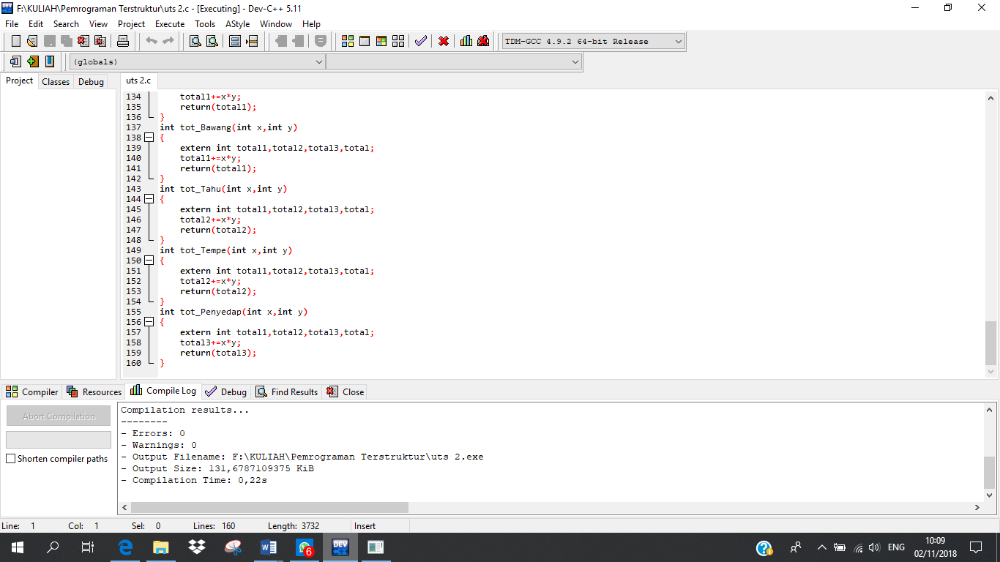 F:\KULIAH\Pemrograman Terstruktur\uts 2.c - [Executing] - Dev-C++ 5.11
File Edit Search View Project Execute Tools AStyle Window Help
TDM-GCC 4.9.2 64-bit Release
(globals)
Project Classes Debug
uts 2.c
134 total1+=x*y;
135 return(total1);
136 }
137 int tot_Bawang(int x,int y)
138 {
139 extern int total1,total2,total3,total;
140 total1+=x*y;
141 return(total1);
142 }
143 int tot_Tahu(int x,int y)
144 {
145 extern int total1,total2,total3,total;
146 total2+=x*y;
147 return(total2);
148 }
149 int tot_Tempe(int x,int y)
150 {
151 extern int total1,total2,total3,total;
152 total2+=x*y;
153 return(total2);
154 }
155 int tot_Penyedap(int x,int y)
156 {
157 extern int total1,total2,total3,total;
158 total3+=x*y;
159 return(total3);
160 }
Compiler Resources Compile Log Debug Find Results Close
Abort Compilation
Shorten compiler paths
Compilation results...
--------
- Errors: 0
- Warnings: 0
- Output Filename: F:\KULIAH\Pemrograman Terstruktur\uts 2.exe
- Output Size: 131,6787109375 KiB
- Compilation Time: 0,22s
Line: 1 Col: 1 Sel: 0 Lines: 160 Length: 3732 Insert
6
DEV
ENG
10:09
02/11/2018